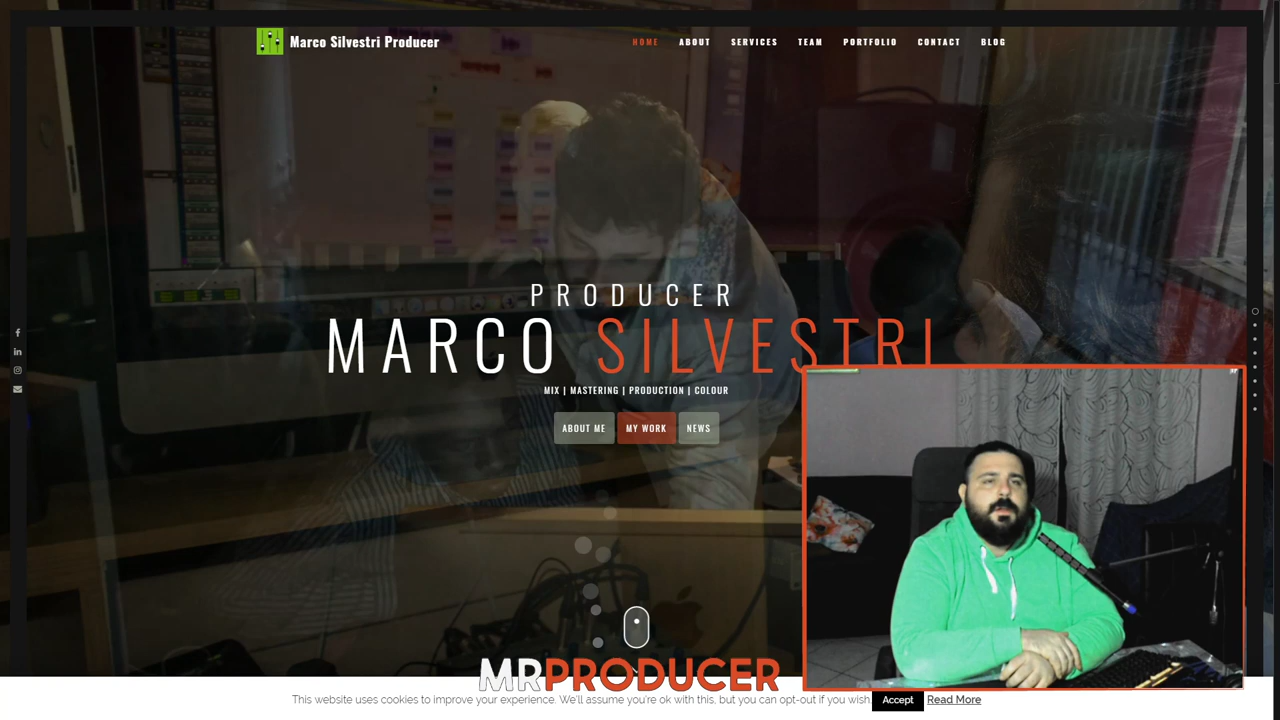 Marco Silvestri Producer
HOME ABOUT SERVICES TEAM PORTFOLIO CONTACT BLOG
PRODUCER
MARCO SILVESTRI
MIX | MASTERING | PRODUCTION | COLOUR
ABOUT ME MY WORK NEWS
MRPRODUCER
This website uses cookies to improve your experience. We'll assume you're ok with this, but you can opt-out if you wish. Accept Read More